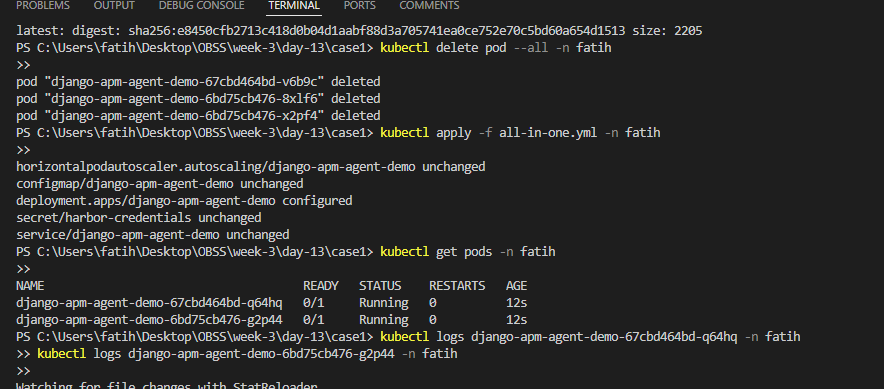 PROBLEMS OUTPUT DEBUG CONSOLE TERMINAL PORTS COMMENTS
latest: digest: sha256:e8450cfb2713c418d0b04d1aabf88d3a705741ea0ce752e70c5bd60a654d1513 size: 2205
PS C:\Users\fatih\Desktop\OBSS\week-3\day-13\case1> kubectl delete pod --all -n fatih
>>
pod "django-apm-agent-demo-67cbd464bd-v6b9c" deleted
pod "django-apm-agent-demo-6bd75cb476-8xlf6" deleted
pod "django-apm-agent-demo-6bd75cb476-x2pf4" deleted
PS C:\Users\fatih\Desktop\OBSS\week-3\day-13\case1> kubectl apply -f all-in-one.yml -n fatih
>>
horizontalpodautoscaler.autoscaling/django-apm-agent-demo unchanged
configmap/django-apm-agent-demo unchanged
deployment.apps/django-apm-agent-demo configured
secret/harbor-credentials unchanged
service/django-apm-agent-demo unchanged
PS C:\Users\fatih\Desktop\OBSS\week-3\day-13\case1> kubectl get pods -n fatih
>>
NAME READY STATUS RESTARTS AGE
django-apm-agent-demo-67cbd464bd-q64hq 0/1 Running 0 12s
django-apm-agent-demo-6bd75cb476-g2p44 0/1 Running 0 12s
PS C:\Users\fatih\Desktop\OBSS\week-3\day-13\case1> kubectl logs django-apm-agent-demo-67cbd464bd-q64hq -n fatih
>> kubectl logs django-apm-agent-demo-6bd75cb476-g2p44 -n fatih
>>
Watching for file changes with StatReloader